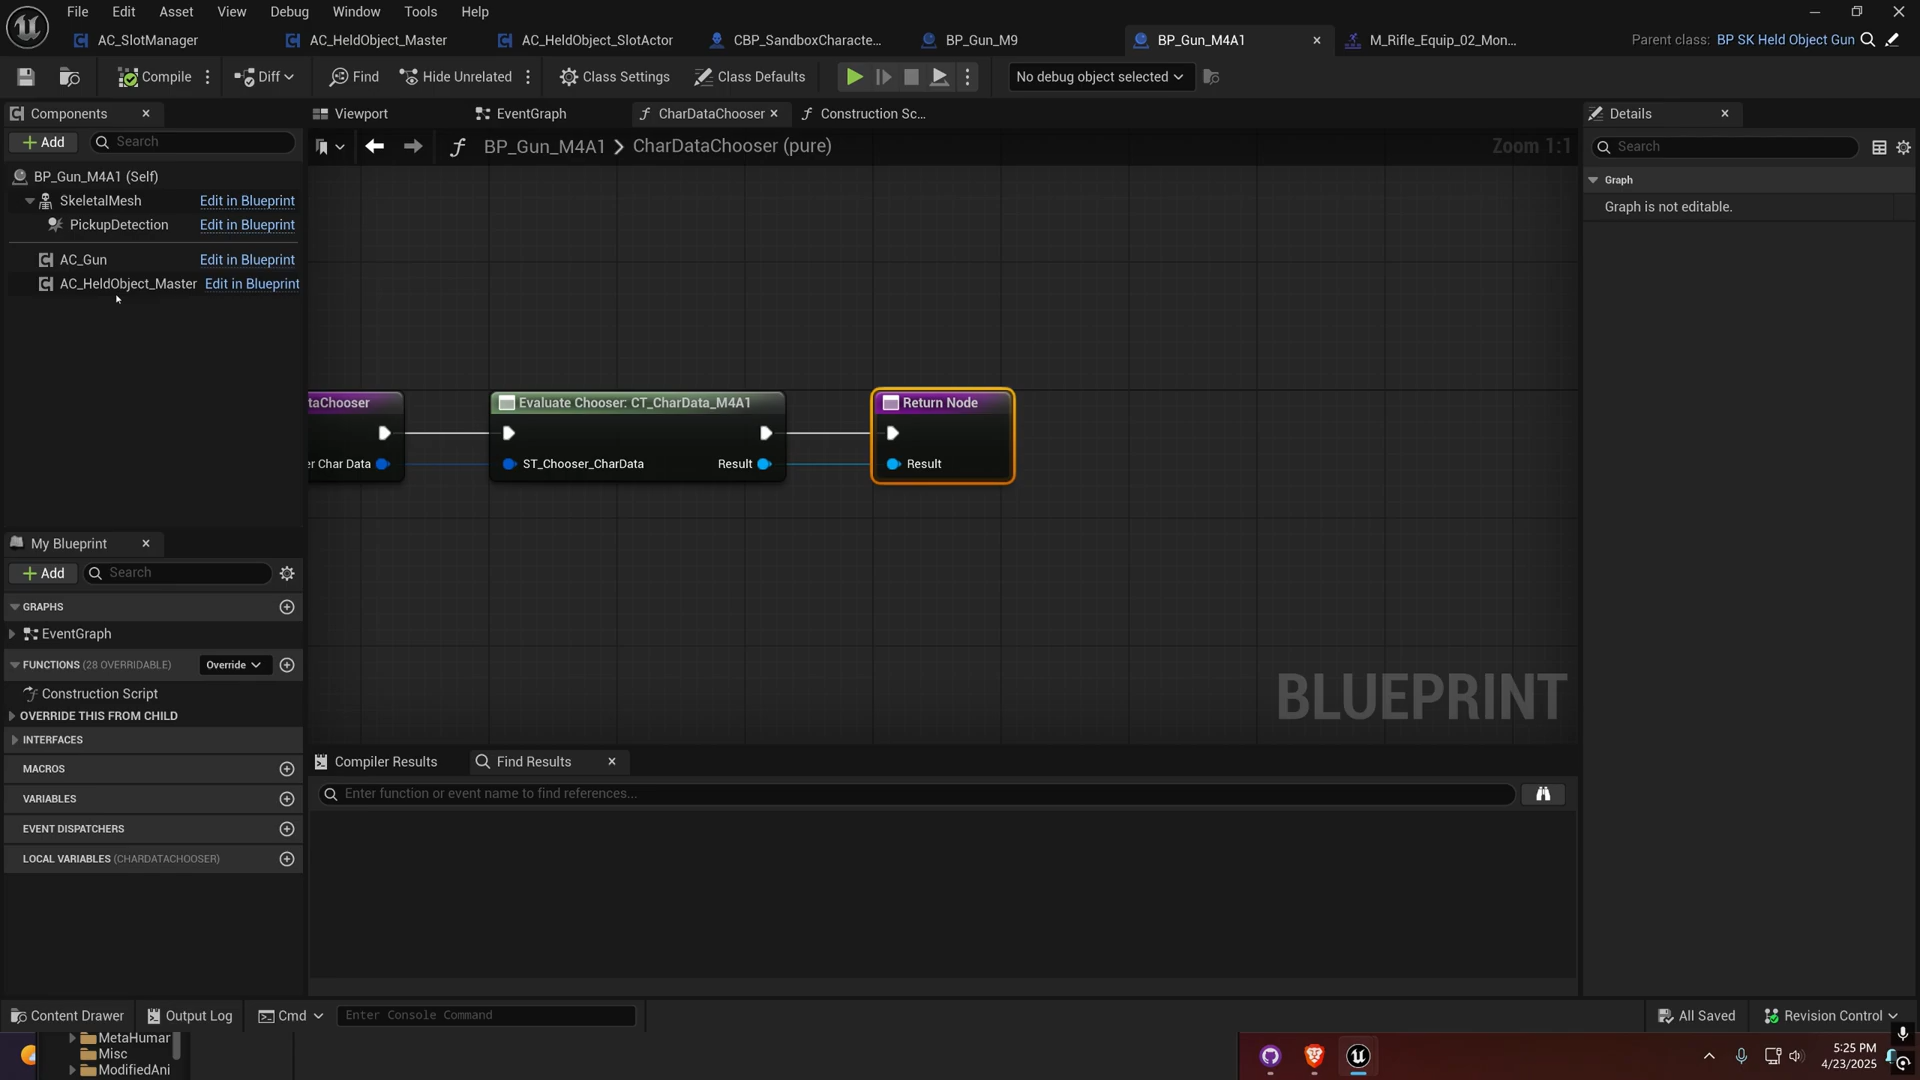 File Edit Asset View Debug Window Tools Help
AC_SlotManager AC_HeldObject_Master AC_HeldObject_SlotActor CBP_SandboxCharacte... BP_Gun_M9 BP_Gun_M4A1 M_Rifle_Equip_02_Mon... Parent class: BP SK Held Object Gun
Compile Diff Find Hide Unrelated Class Settings Class Defaults No debug object selected
Components Viewport EventGraph CharDataChooser Construction Sc... Details
Add Search BP_Gun_M4A1 > CharDataChooser (pure) Zoom 1:1 Search
BP_Gun_M4A1 (Self) Graph
SkeletalMesh Edit in Blueprint Graph is not editable.
PickupDetection Edit in Blueprint
AC_Gun Edit in Blueprint
AC_HeldObject_Master Edit in Blueprint
taChooser Evaluate Chooser: CT_CharData_M4A1 Return Node
er Char Data ST_Chooser_CharData Result Result
My Blueprint
Add Search
GRAPHS
EventGraph
FUNCTIONS (28 OVERRIDABLE) Override
Construction Script
OVERRIDE THIS FROM CHILD
INTERFACES
MACROS
VARIABLES
EVENT DISPATCHERS
LOCAL VARIABLES (CHARDATACHOOSER)
BLUEPRINT
Compiler Results Find Results
Enter function or event name to find references...
Content Drawer Output Log Cmd Enter Console Command All Saved Revision Control
MetaHumar
Misc
ModifiedAni
5:25 PM
4/23/2025